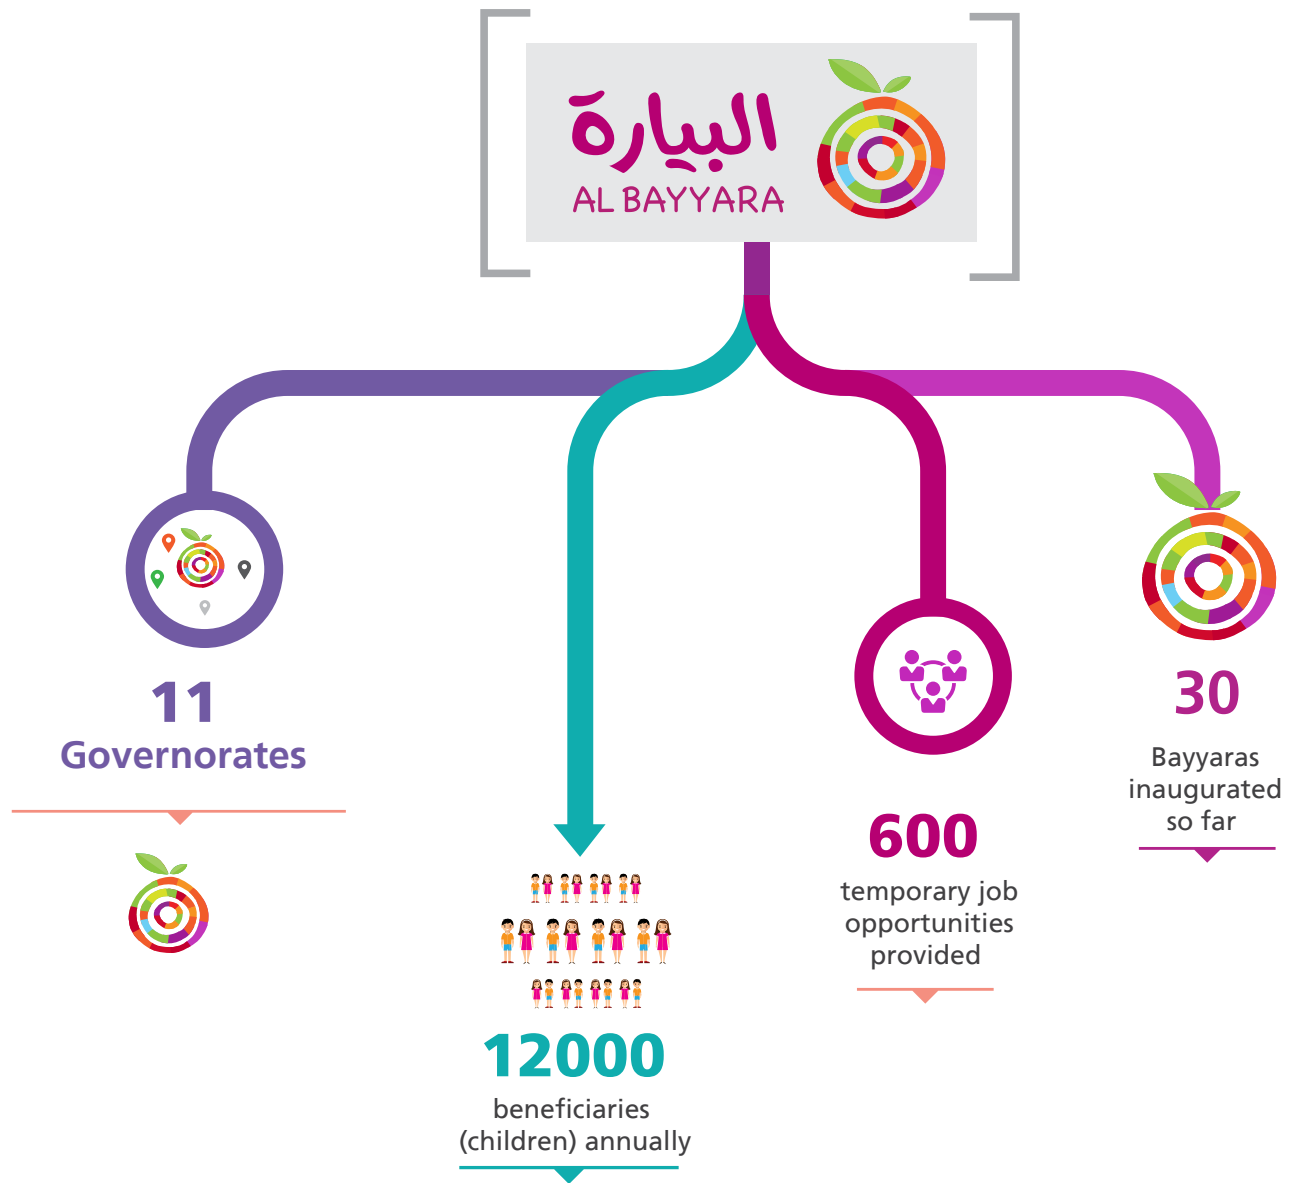 البيارة
AL BAYYARA
11
Governorates
12000
beneficiaries
(children) annually
600
temporary job
opportunities
provided
30
Bayyaras
inaugurated
so far